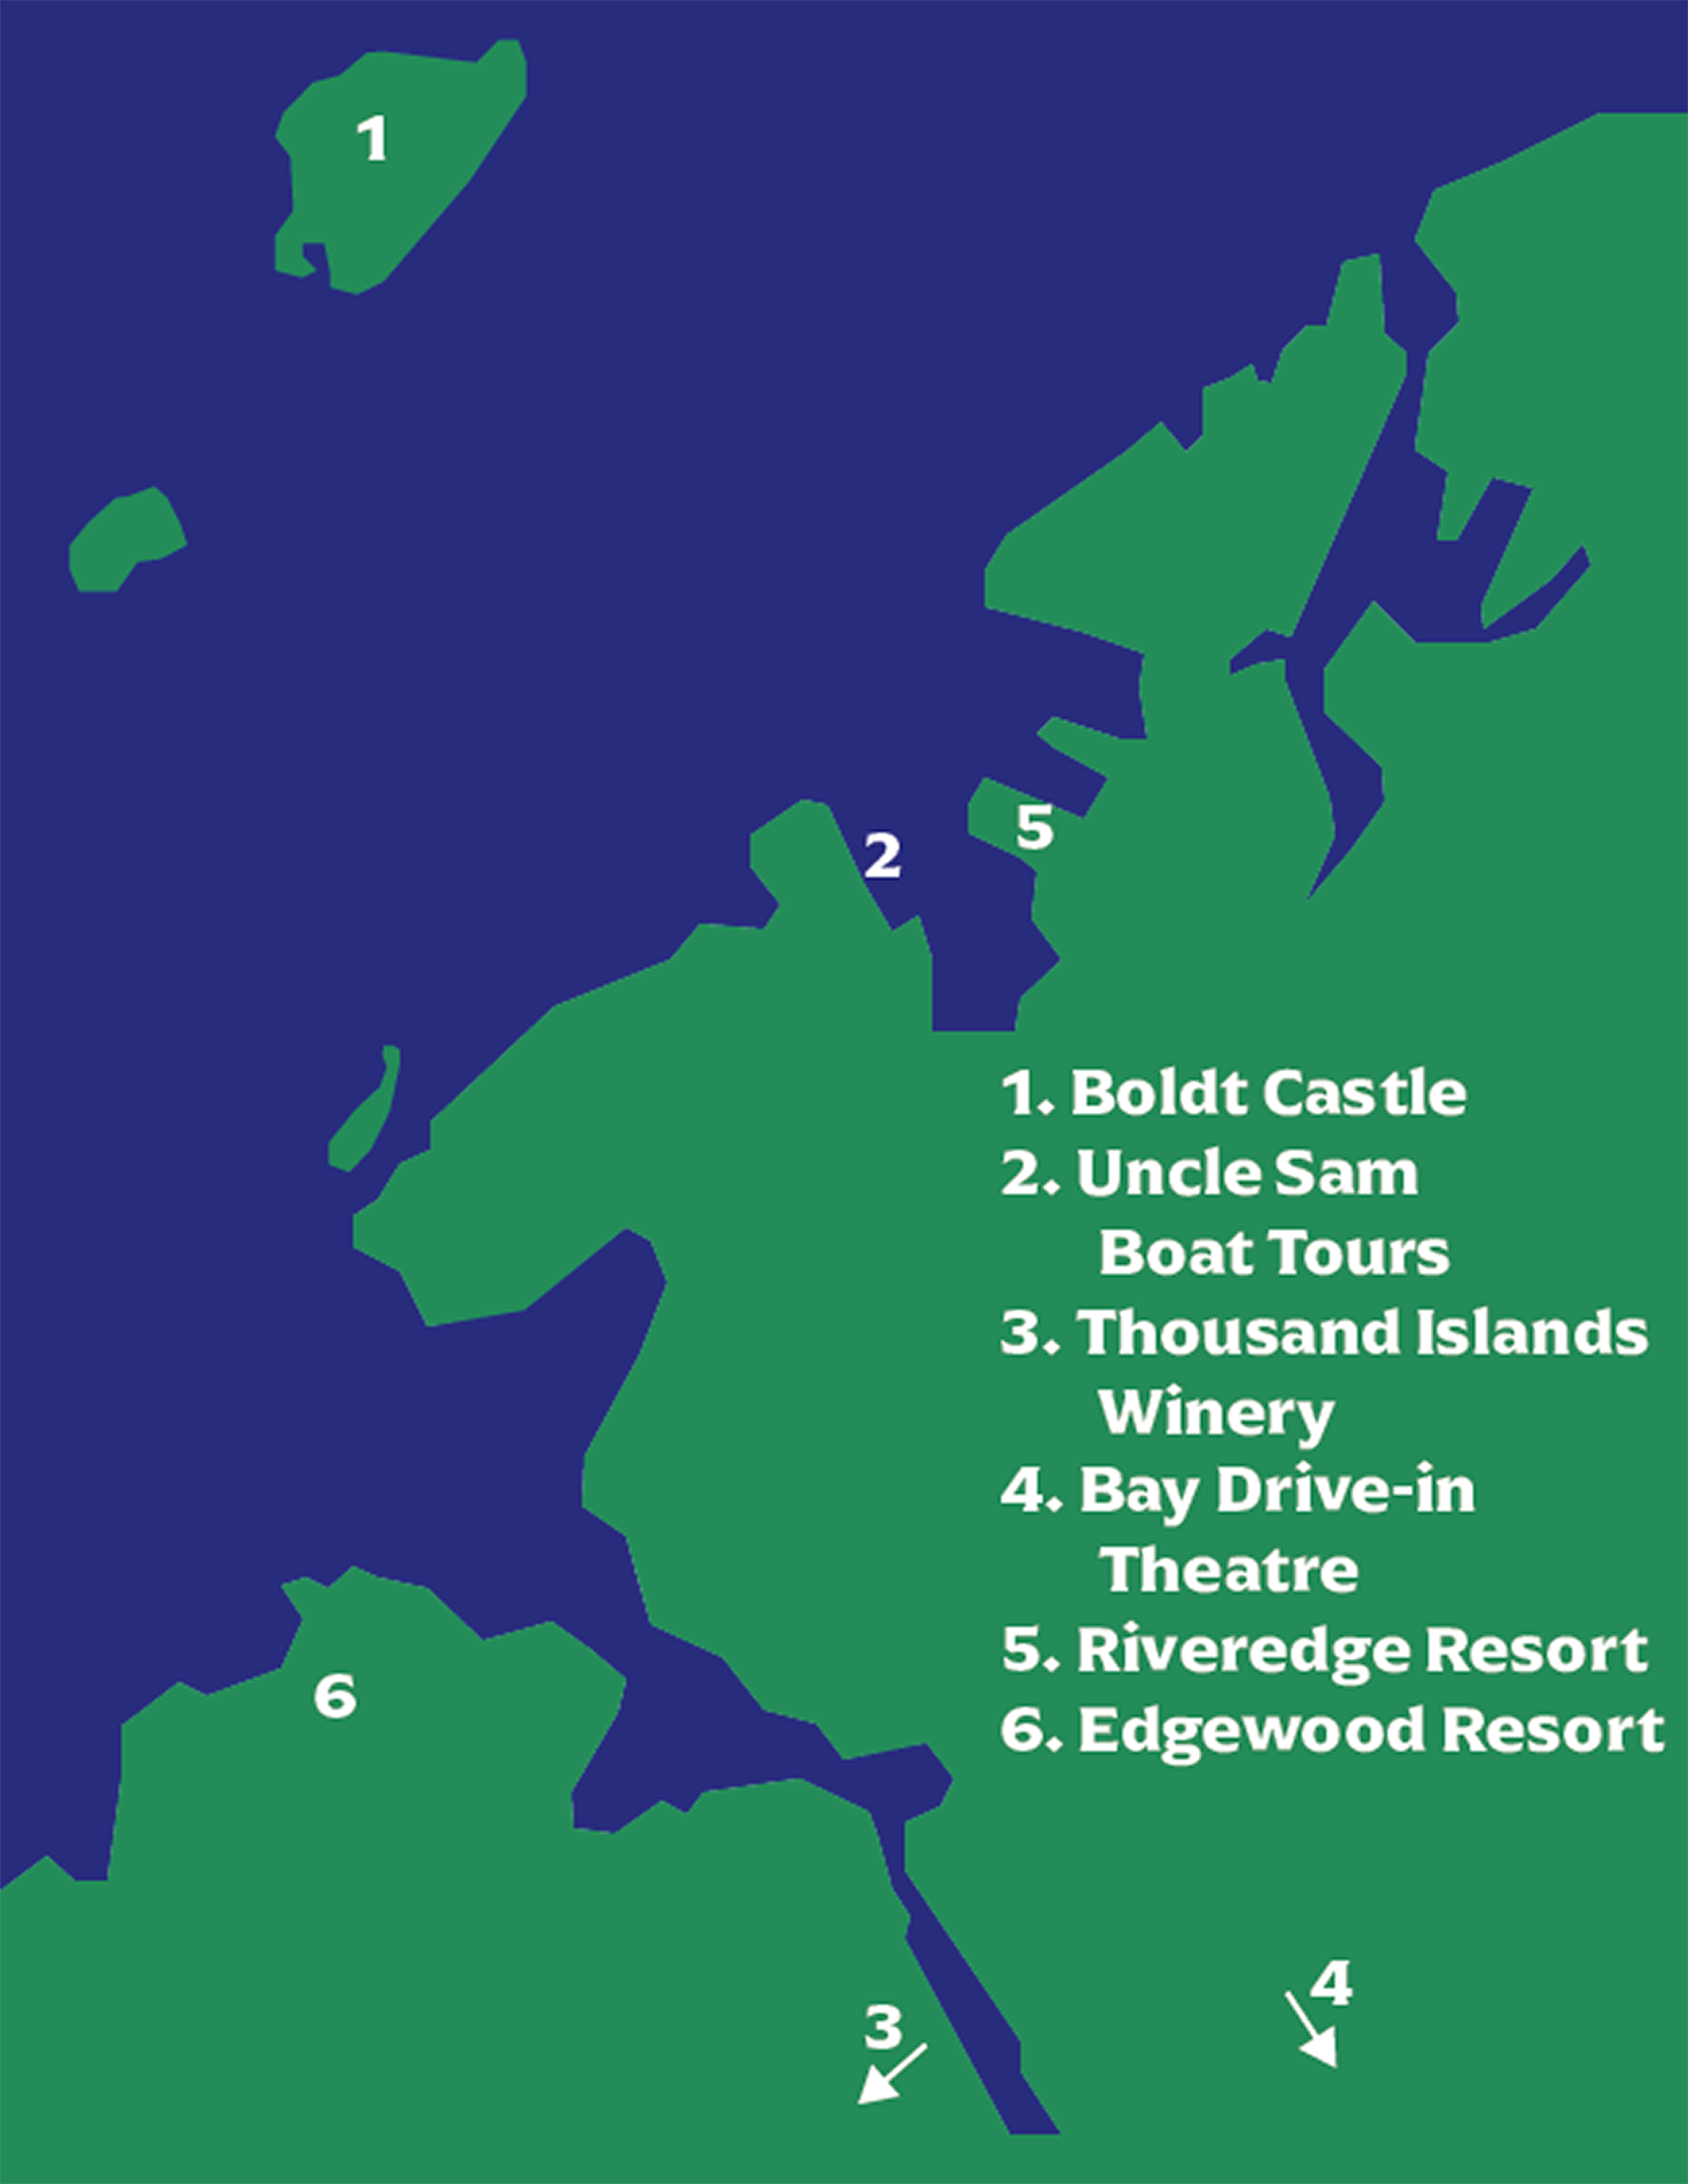 1
5
2
1. Boldt Castle
2. Uncle Sam
Boat Tours
3. Thousand Islands
Winery
4. Bay Drive-in
Theatre
5. Riveredge Resort
6. Edgewood Resort
6
4
3